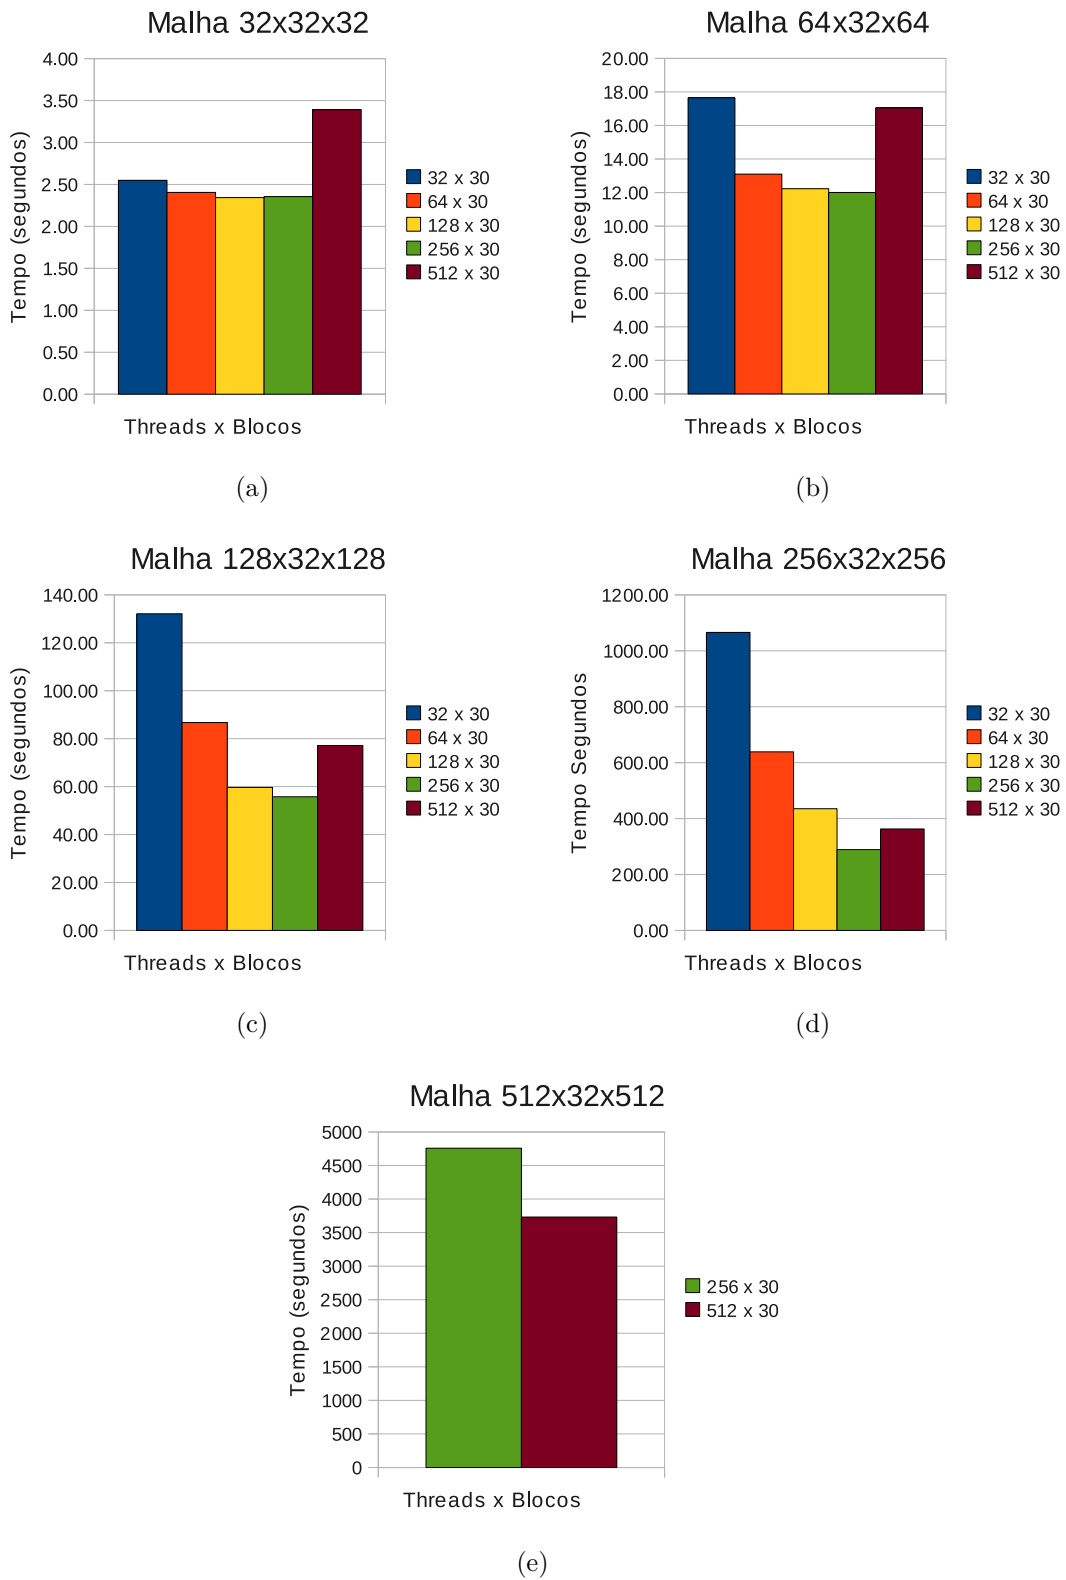 Malha 32x32x32
4.00
3.50
3.00
2.50
2.00
1.50
1.00
0.50
0.00
Tempo (segundos)
Threads x Blocos
32 x 30
64 x 30
128 x 30
256 x 30
512 x 30
(a)
Malha 64x32x64
20.00
18.00
16.00
14.00
12.00
10.00
8.00
6.00
4.00
2.00
0.00
Tempo (segundos)
Threads x Blocos
32 x 30
64 x 30
128 x 30
256 x 30
512 x 30
(b)
Malha 128x32x128
140.00
120.00
100.00
80.00
60.00
40.00
20.00
0.00
Tempo (segundos)
Threads x Blocos
32 x 30
64 x 30
128 x 30
256 x 30
512 x 30
(c)
Malha 256x32x256
1200.00
1000.00
800.00
600.00
400.00
200.00
0.00
Tempo Segundos
Threads x Blocos
32 x 30
64 x 30
128 x 30
256 x 30
512 x 30
(d)
Malha 512x32x512
5000
4500
4000
3500
3000
2500
2000
1500
1000
500
0
Tempo (segundos)
Threads x Blocos
256 x 30
512 x 30
(e)